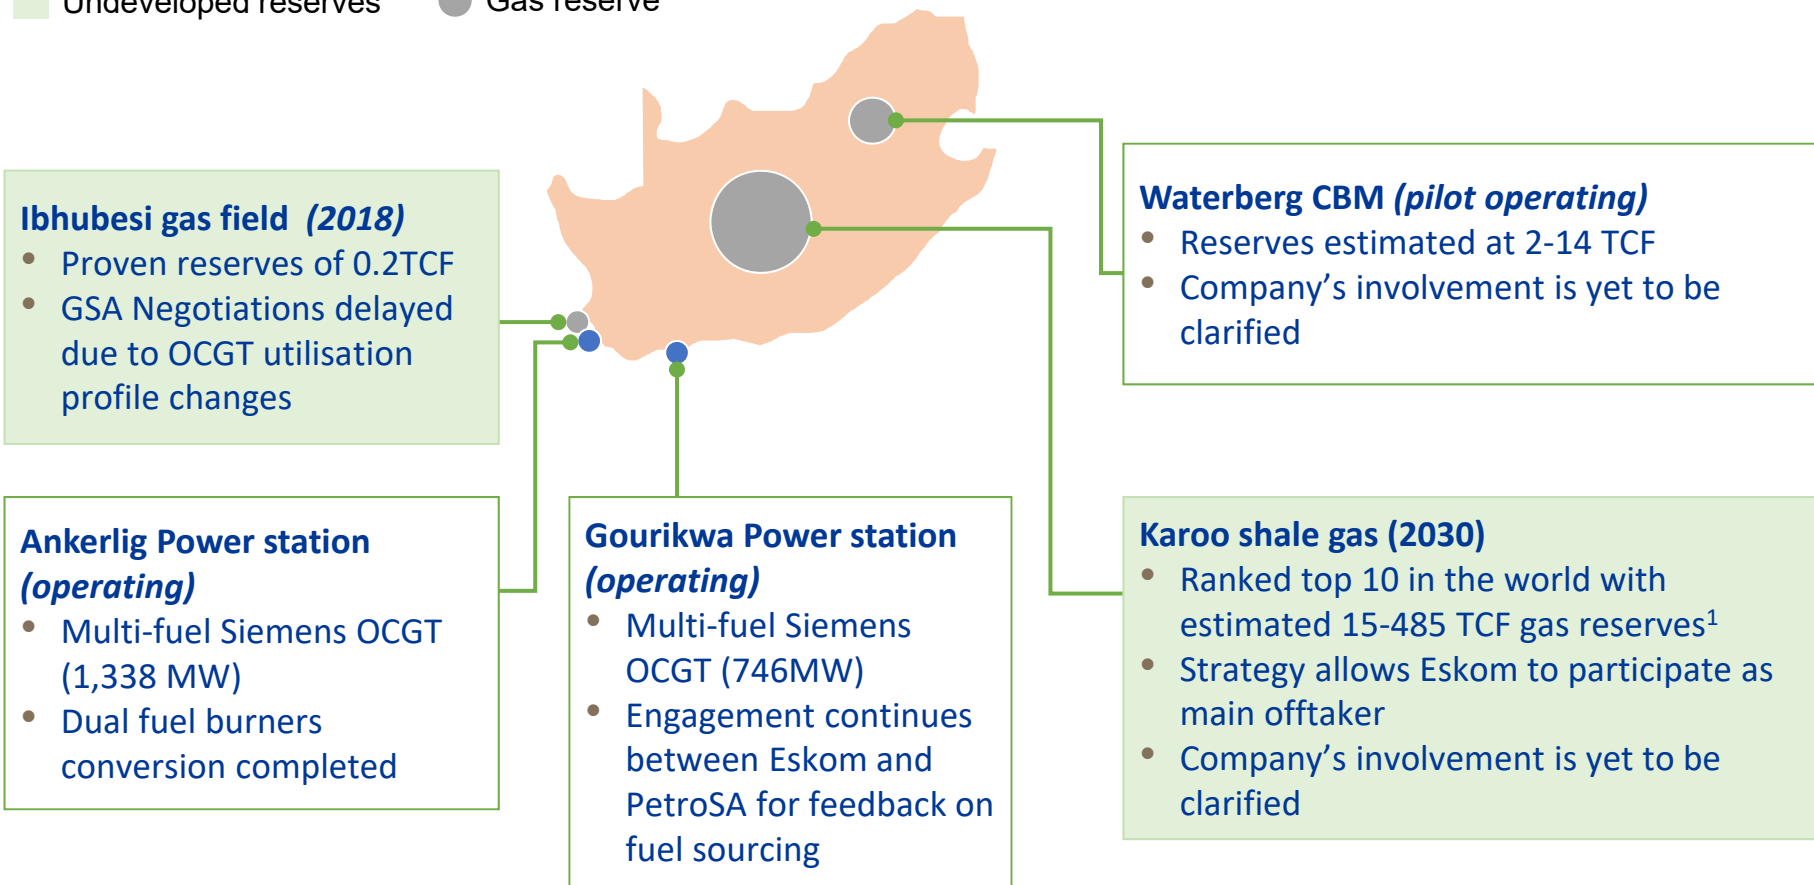 Undeveloped reserves
Gas reserve
Ibhubesi gas field (2018)
• Proven reserves of 0.2TCF
• GSA Negotiations delayed
due to OCGT utilisation
profile changes
Waterberg CBM (pilot operating)
• Reserves estimated at 2-14 TCF
• Company’s involvement is yet to be
clarified
Ankerlig Power station
(operating)
• Multi-fuel Siemens OCGT
(1,338 MW)
• Dual fuel burners
conversion completed
Gourikwa Power station
(operating)
• Multi-fuel Siemens
OCGT (746MW)
• Engagement continues
between Eskom and
PetroSA for feedback on
fuel sourcing
Karoo shale gas (2030)
• Ranked top 10 in the world with
estimated 15-485 TCF gas reserves¹
• Strategy allows Eskom to participate as
main offtaker
• Company’s involvement is yet to be
clarified